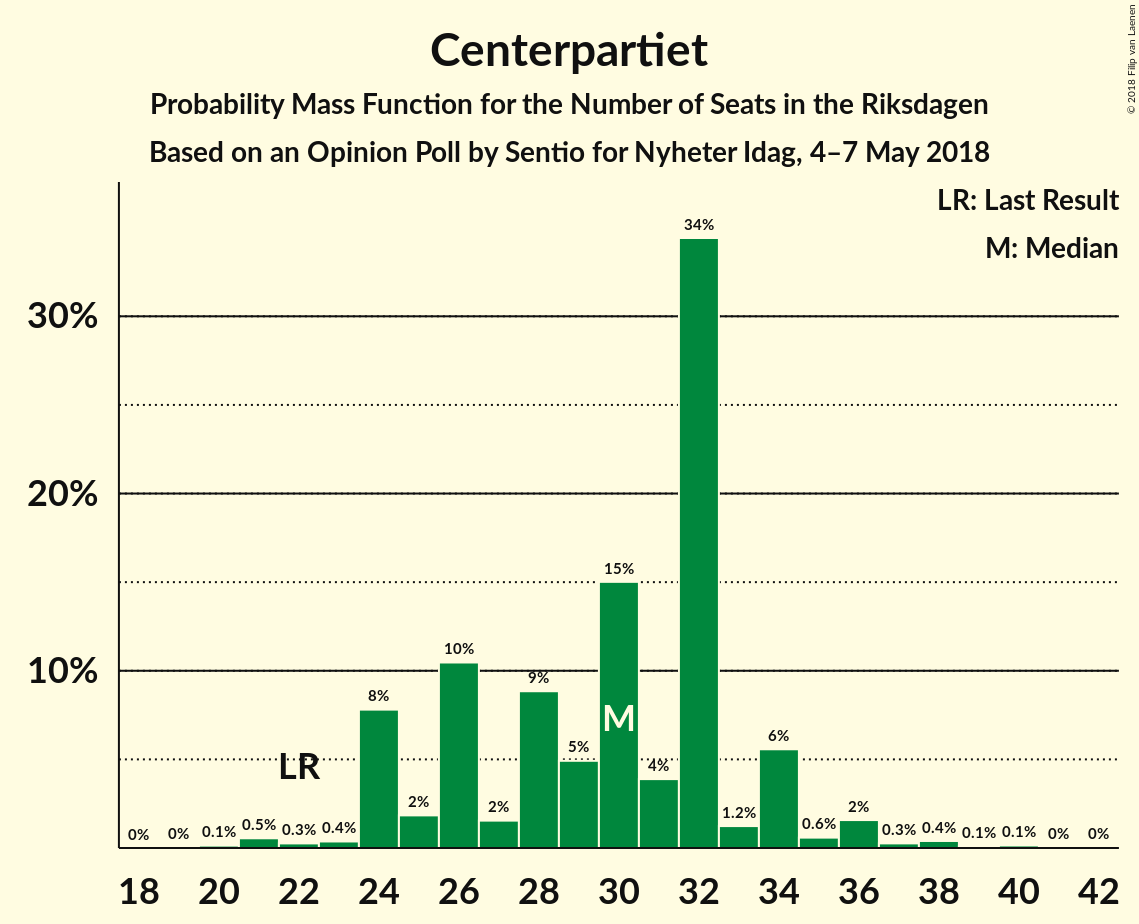 Centerpartiet
Probability Mass Function for the Number of Seats in the Riksdagen
Based on an Opinion Poll by Sentio for Nyheter Idag, 4–7 May 2018
© 2018 Filip van Laenen
LR: Last Result
M: Median
30%
20%
10%
0% 0% 0.1% 0.5% 0.3% 0.4% 8% 2% 10% 2% 9% 5% 15% 4% 34% 1.2% 6% 0.6% 2% 0.3% 0.4% 0.1% 0.1% 0% 0%
LR
M
18 20 22 24 26 28 30 32 34 36 38 40 42